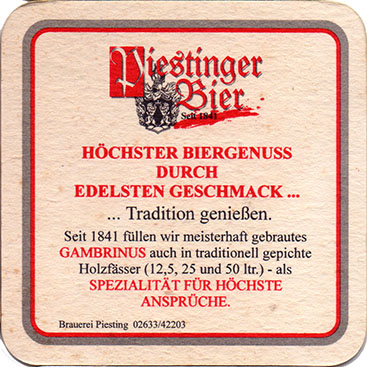 Piestinger
Bier
Seit 1841
HÖCHSTER BIERGENUSS
DURCH
EDELSTEN GESCHMACK ...
... Tradition genießen.
Seit 1841 füllen wir meisterhaft gebrautes
GAMBRINUS auch in traditionell gepichte
Holzfässer (12,5, 25 und 50 ltr.) - als
SPEZIALITÄT FÜR HÖCHSTE
ANSPRÜCHE.
Brauerei Piesting 02633/42203